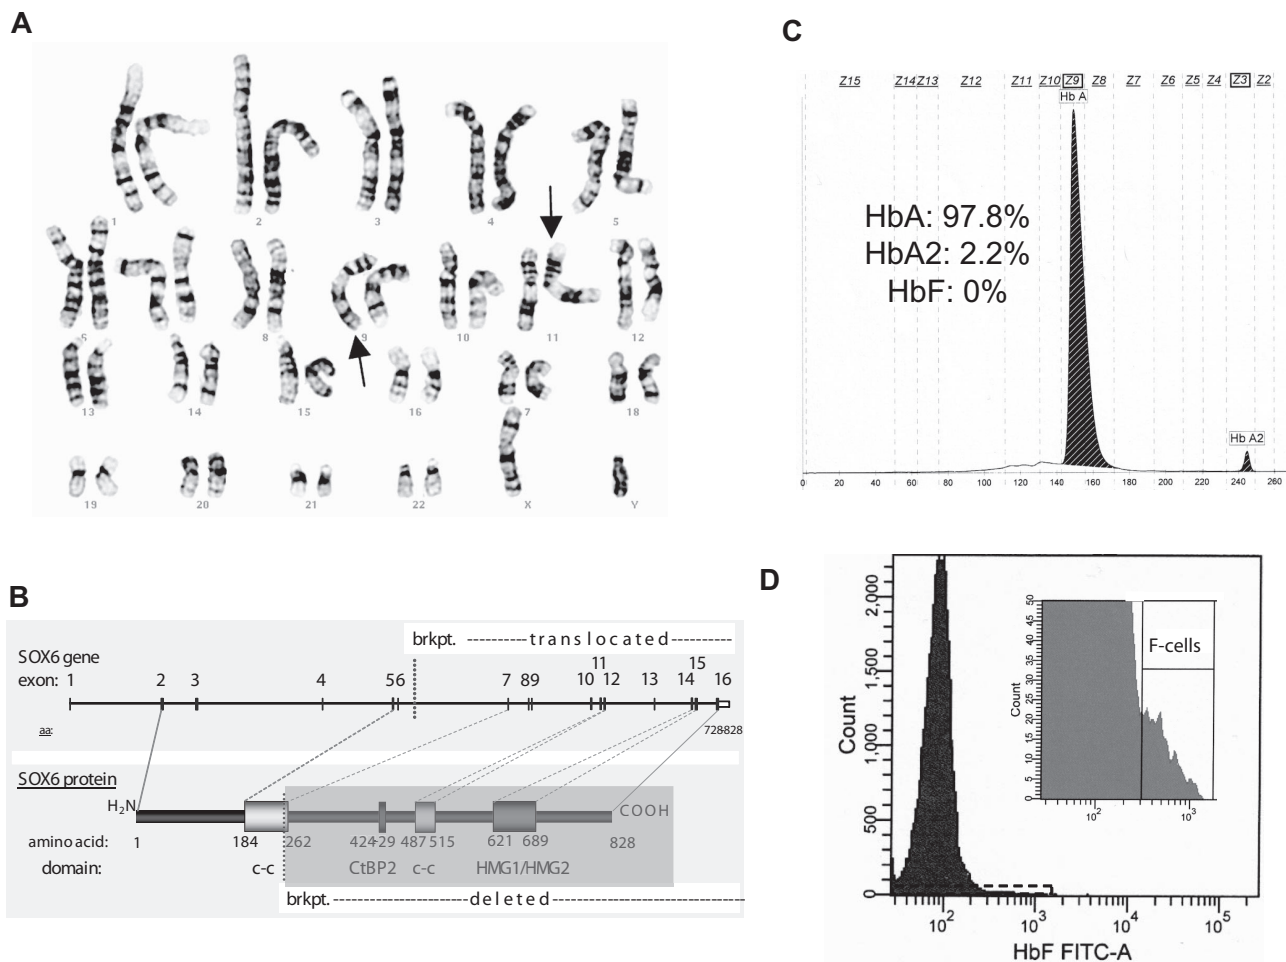 A
1 2 3 4 5
6 8 9 10 11 12
13 14 15 16 7 18
19 20 21 22 X Y
B
brkpt. --------- t r a n s l o c a t e d ---------
SOX6 gene
exon: 1 2 3 4 5 6 7 8 9 10 11 12 13 14 15 16
aa: 728 828
SOX6 protein
H2N COOH
amino acid: 1 184 262 424-29 487 515 621 689 828
domain: c-c CtBP2 c-c HMG1/HMG2
brkpt. --------------------- d e l e t e d ---------------------
C
Z15 Z14 Z13 Z12 Z11 Z10 Z9 Z8 Z7 Z6 Z5 Z4 Z3 Z2
Hb A
HbA: 97.8%
HbA2: 2.2%
HbF: 0%
Hb A2
0 20 40 60 80 100 120 140 160 180 200 220 240 260
D
Count
2,000
1,500
1,000
500
0
10² 10³ 10⁴ 10⁵
HbF FITC-A
Count
50
45
40
35
30
25
20
15
10
5
0
F-cells
10² 10³